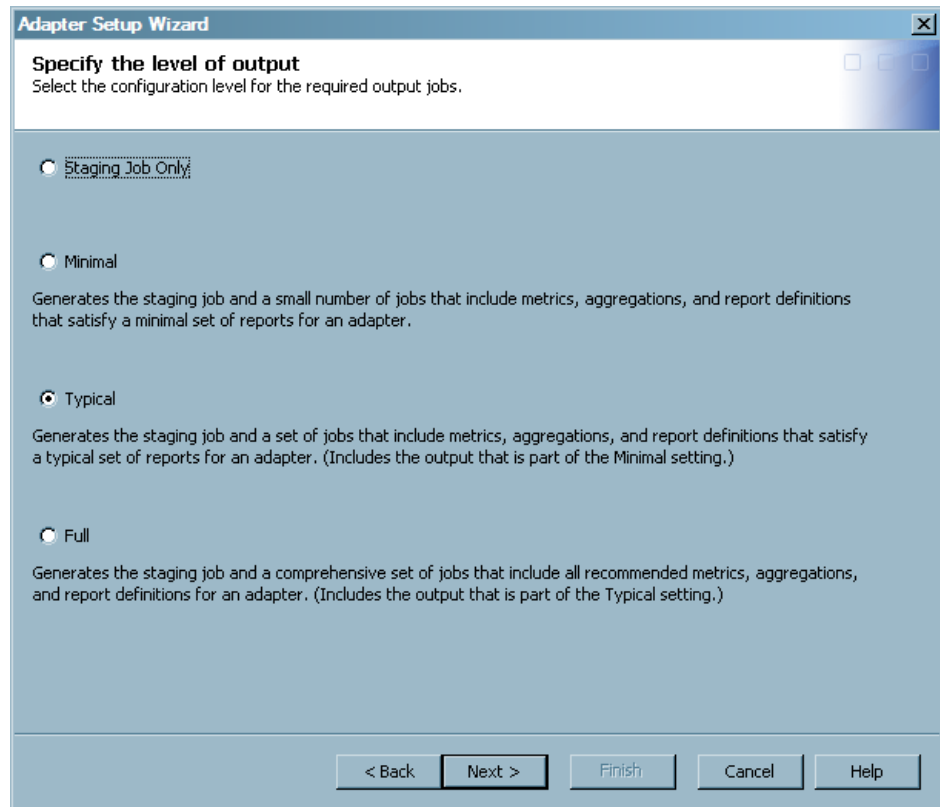 Adapter Setup Wizard
Specify the level of output
Select the configuration level for the required output jobs.
Staging Job Only
Minimal
Generates the staging job and a small number of jobs that include metrics, aggregations, and report definitions
that satisfy a minimal set of reports for an adapter.
Typical
Generates the staging job and a set of jobs that include metrics, aggregations, and report definitions that satisfy
a typical set of reports for an adapter. (Includes the output that is part of the Minimal setting.)
Full
Generates the staging job and a comprehensive set of jobs that include all recommended metrics, aggregations,
and report definitions for an adapter. (Includes the output that is part of the Typical setting.)
< Back Next > Finish Cancel Help